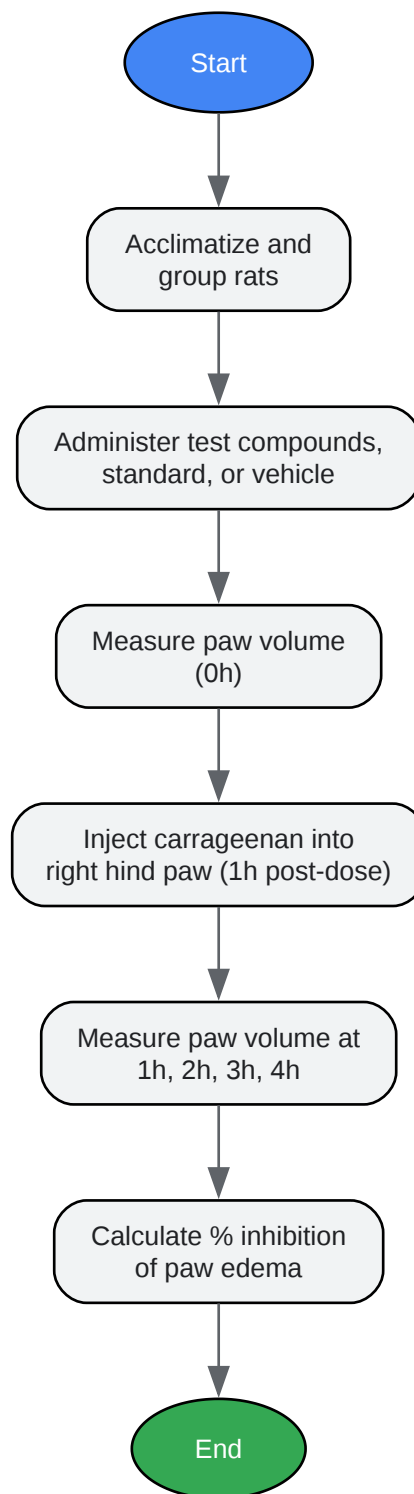 Start
Acclimatize and
group rats
Administer test compounds,
standard, or vehicle
Measure paw volume
(0h)
Inject carrageenan into
right hind paw (1h post-dose)
Measure paw volume at
1h, 2h, 3h, 4h
Calculate % inhibition
of paw edema
End